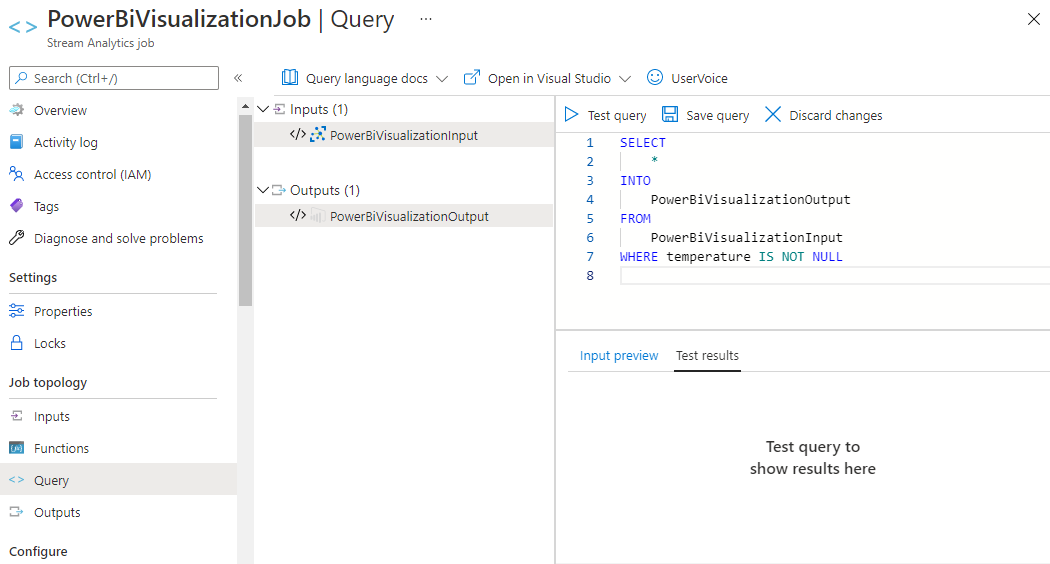 PowerBiVisualizationJob | Query ...
Stream Analytics job
Search (Ctrl+/)
«
Overview
Activity log
Access control (IAM)
Tags
Diagnose and solve problems
Settings
Properties
Locks
Job topology
Inputs
Functions
Query
Outputs
Configure
Query language docs
Open in Visual Studio
UserVoice
Inputs (1)
PowerBiVisualizationInput
Outputs (1)
PowerBiVisualizationOutput
Test query
Save query
Discard changes
1 SELECT
2 *
3 INTO
4 PowerBiVisualizationOutput
5 FROM
6 PowerBiVisualizationInput
7 WHERE temperature IS NOT NULL
8
Input preview
Test results
Test query to
show results here